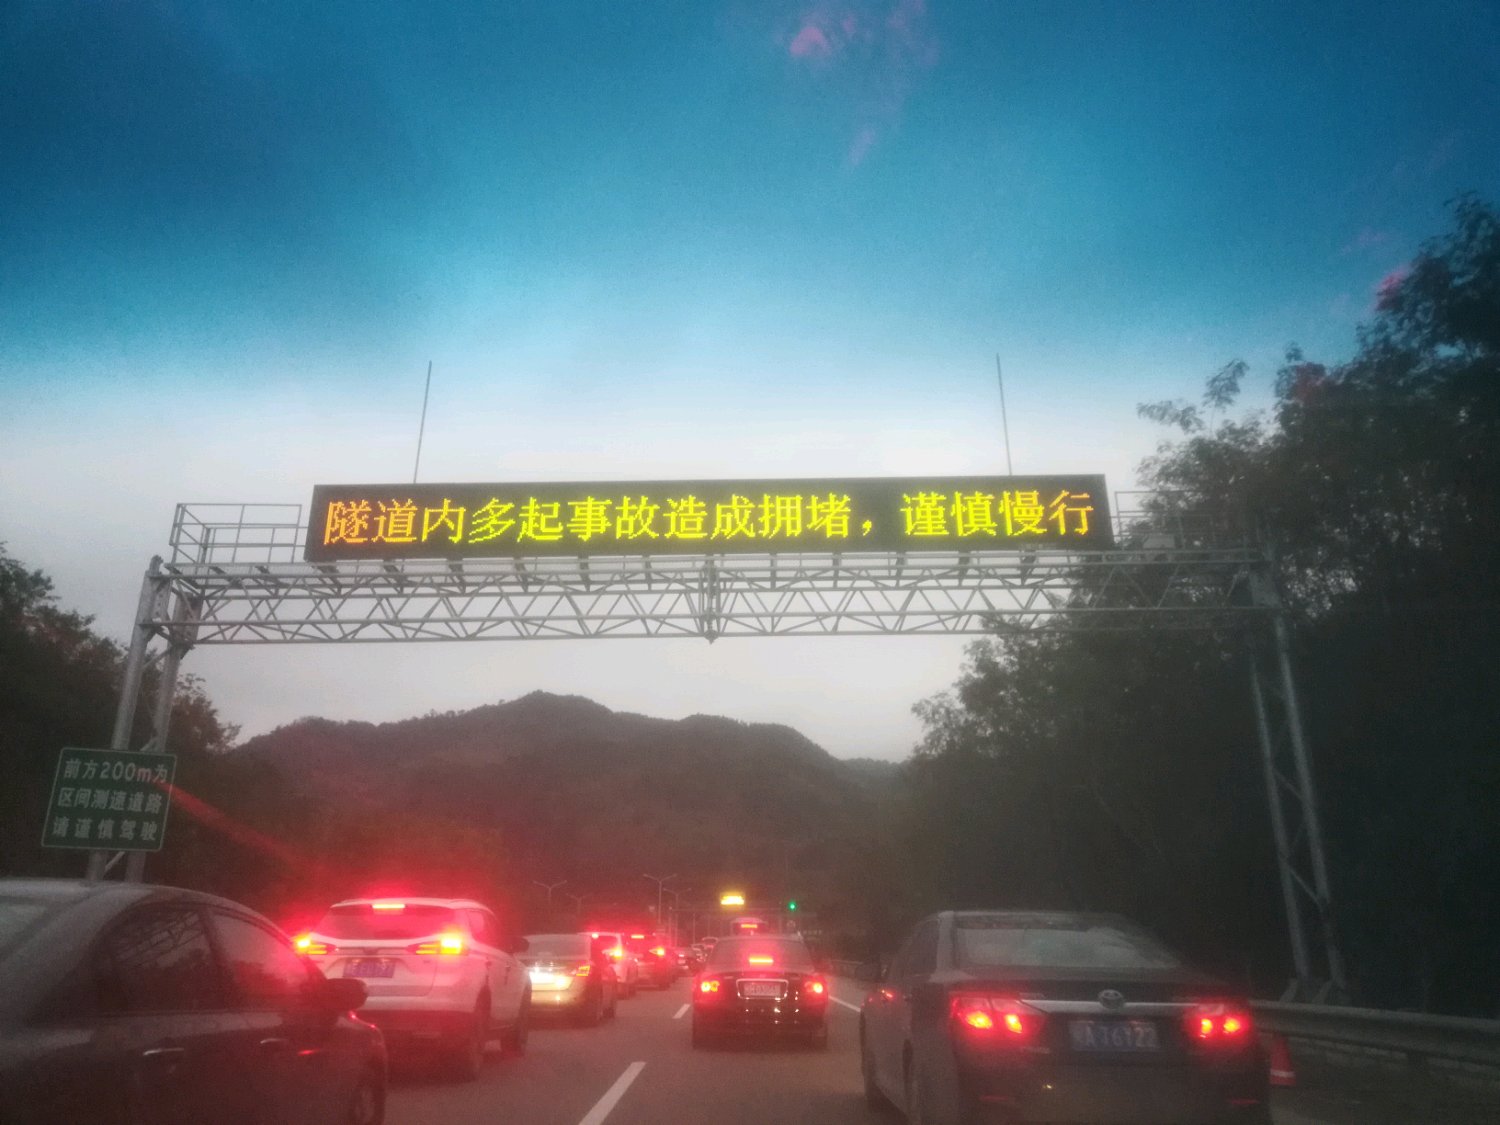 隧道内多起事故造成拥堵，谨慎慢行
前方200m为
区间测速道路
请谨慎驾驶